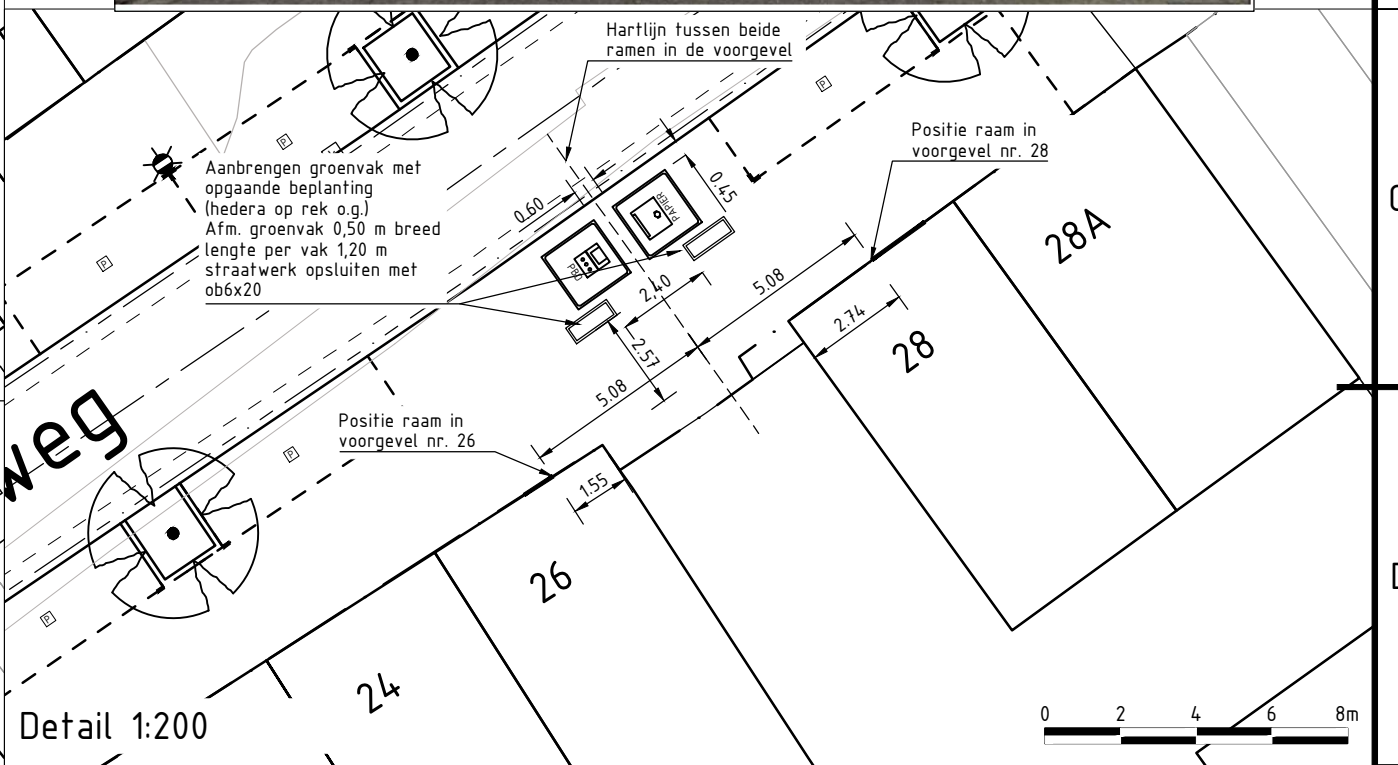 Hartlijn tussen beide
ramen in de voorgevel
Positie raam in
voorgevel nr. 28
Aanbrengen groenvak met
opgaande beplanting
(hedera op rek o.g.)
Afm. groenvak 0,50 m breed
lengte per vak 1,20 m
straatwerk opsluiten met
ob6x20
P
P
P
P
P
0.60
0.45
PAPIER
PBD
2,40
5.08
2.57
5.08
2.74
28A
28
weg
Positie raam in
voorgevel nr. 26
1.55
26
24
Detail 1:200
0 2 4 6 8m